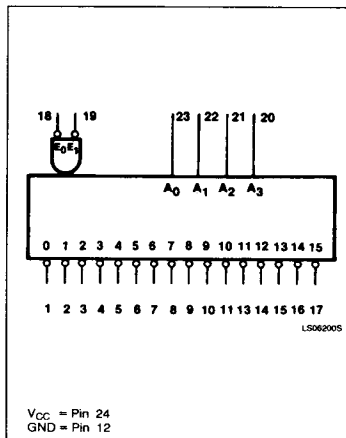 18 19 23 22 21 20
E0 E1
A0 A1 A2 A3
0 1 2 3 4 5 6 7 8 9 10 11 12 13 14 15
1 2 3 4 5 6 7 8 9 10 11 13 14 15 16 17
LS06200S
VCC = Pin 24
GND = Pin 12